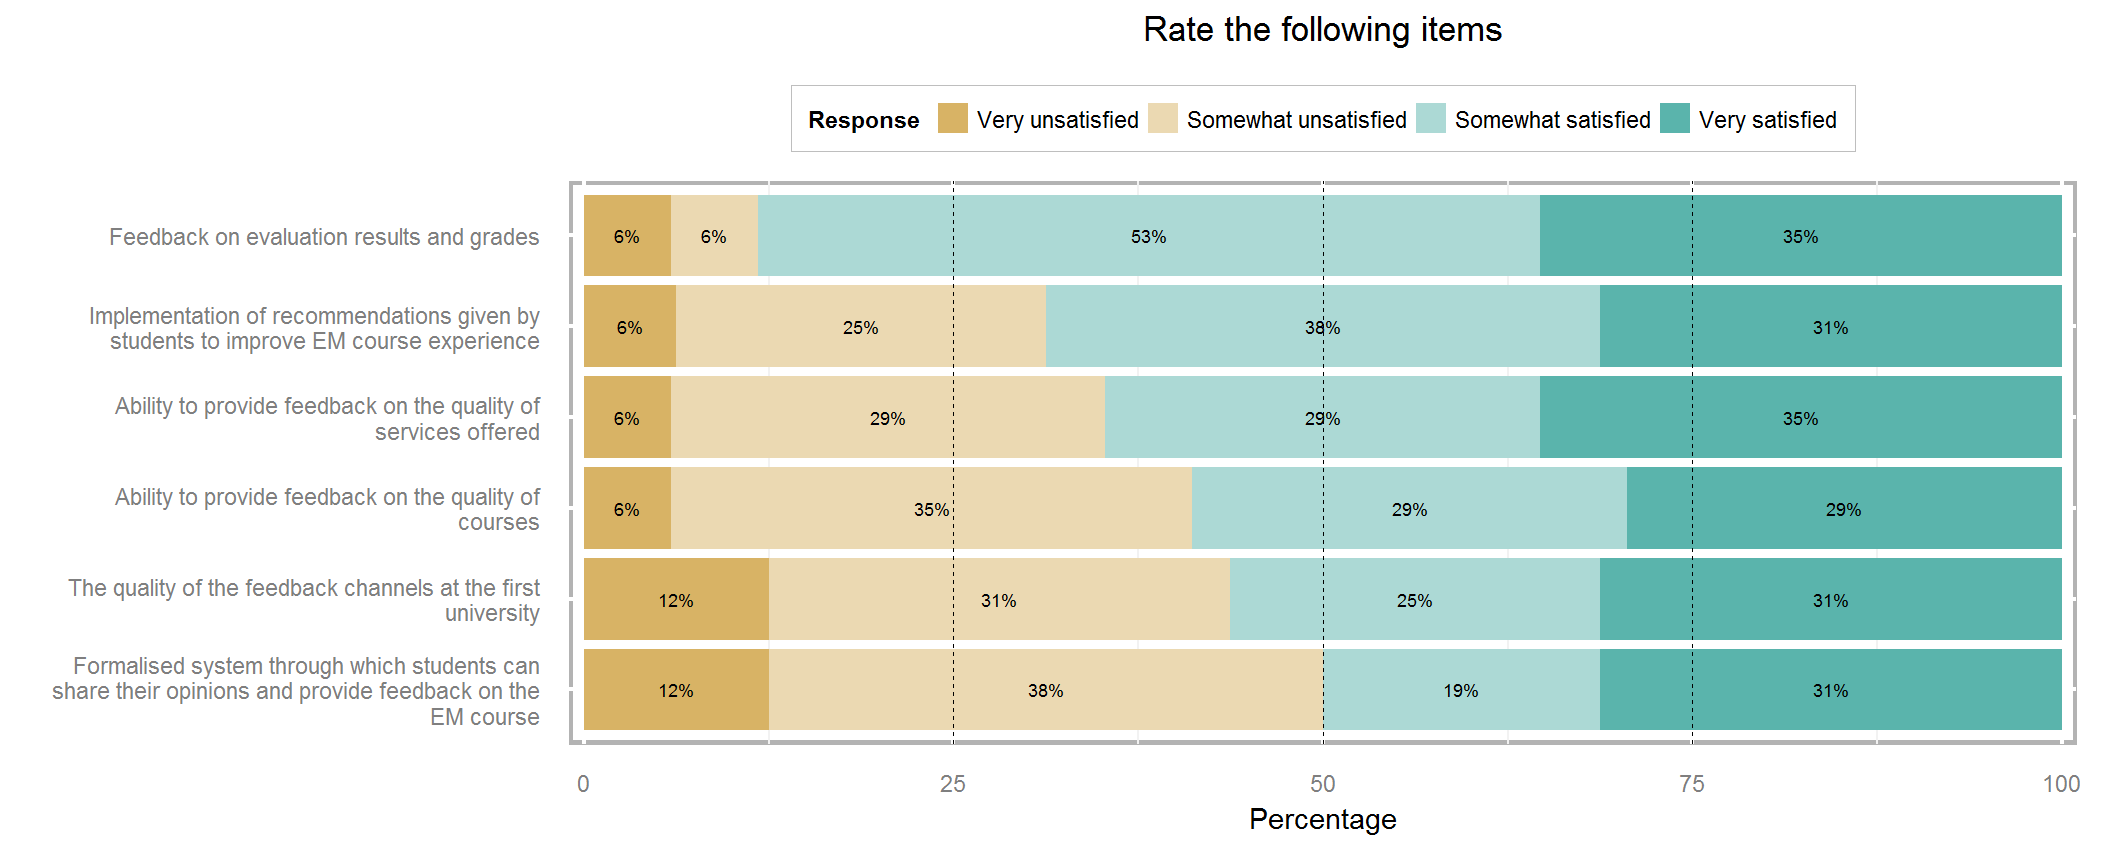 Rate the following items
Response Very unsatisfied Somewhat unsatisfied Somewhat satisfied Very satisfied
Feedback on evaluation results and grades
6% 6% 53% 35%
Implementation of recommendations given by
students to improve EM course experience
6% 25% 38% 31%
Ability to provide feedback on the quality of
services offered
6% 29% 29% 35%
Ability to provide feedback on the quality of
courses
6% 35% 29% 29%
The quality of the feedback channels at the first
university
12% 31% 25% 31%
Formalised system through which students can
share their opinions and provide feedback on the
EM course
12% 38% 19% 31%
0 25 50 75 100
Percentage